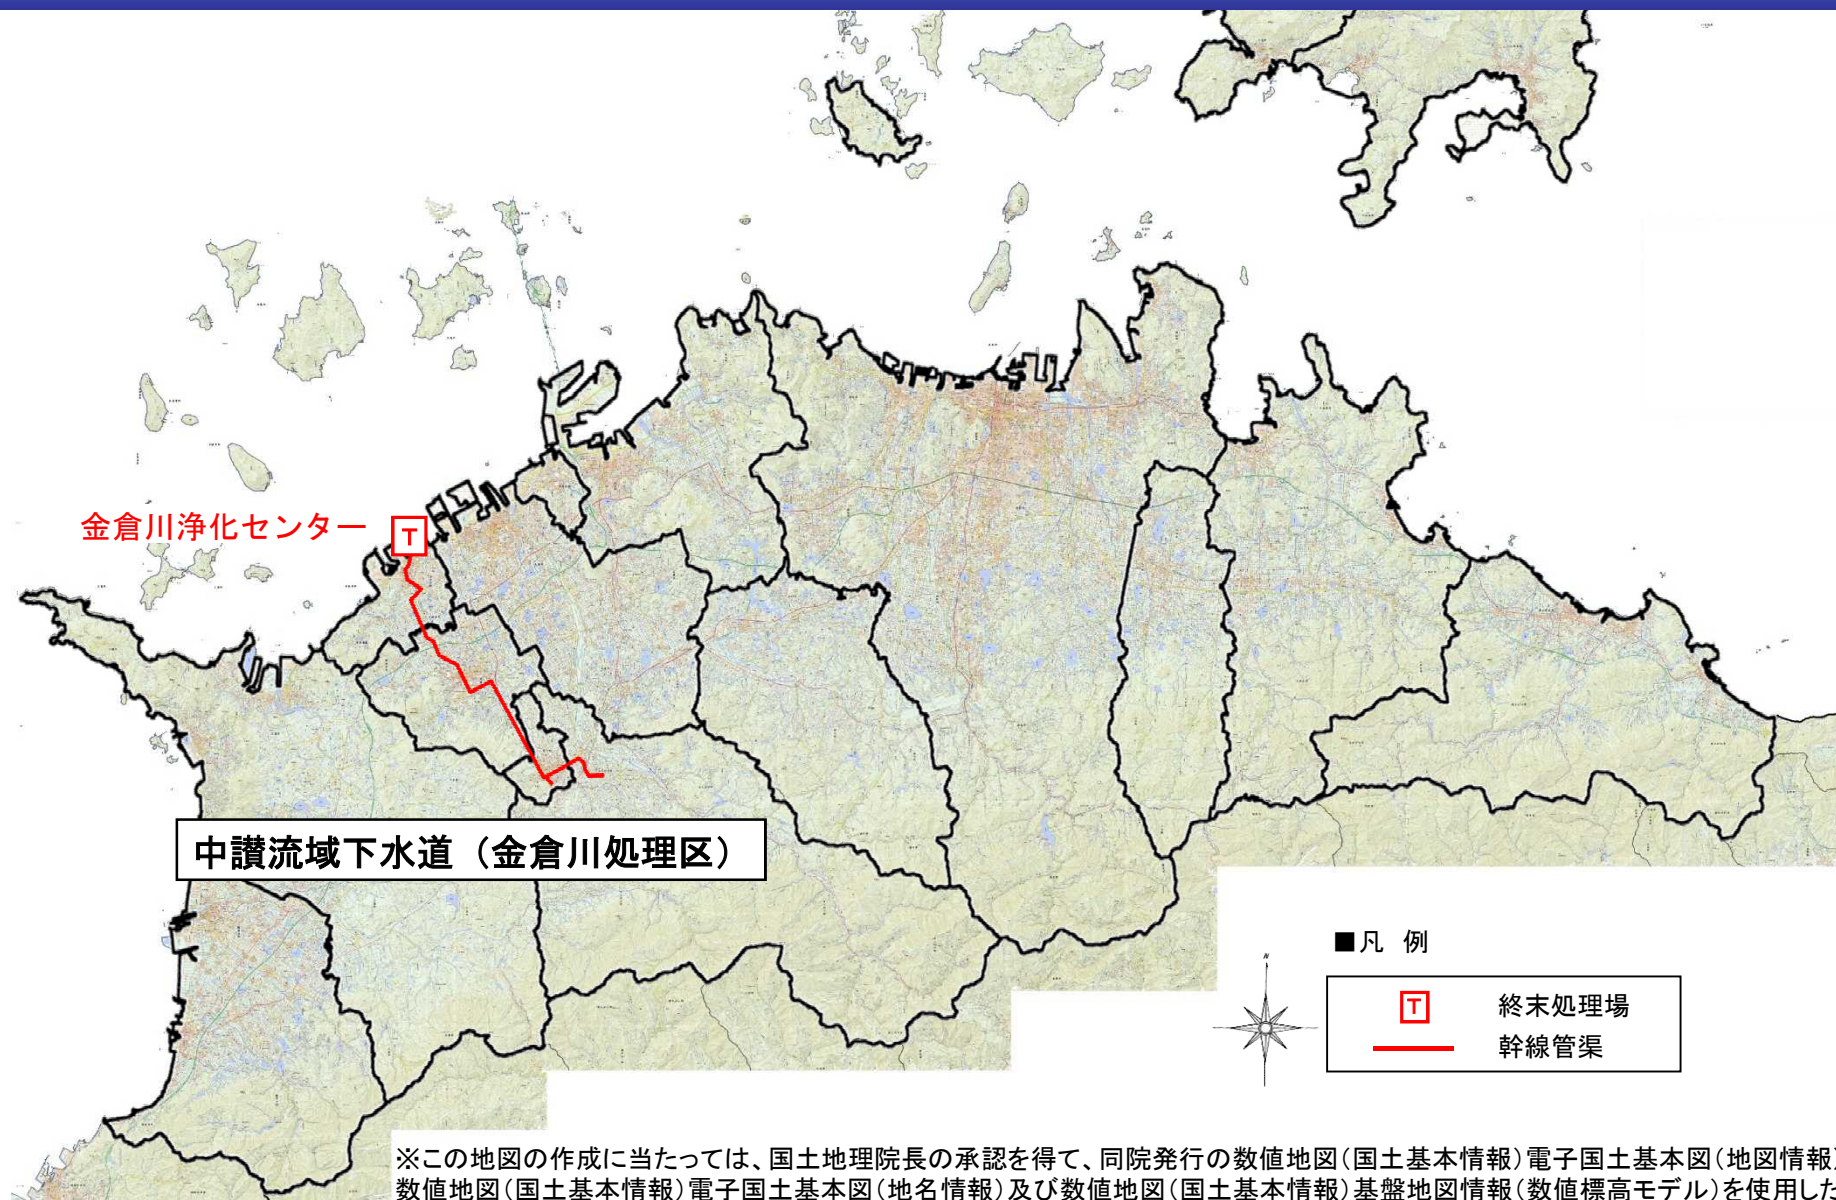 金倉川浄化センター
T
中讃流域下水道（金倉川処理区）
N
■凡 例
T 終末処理場
幹線管渠
※この地図の作成に当たっては、国土地理院長の承認を得て、同院発行の数値地図(国土基本情報)電子国土基本図(地図情報)
数値地図(国土基本情報)電子国土基本図(地名情報)及び数値地図(国土基本情報)基盤地図情報(数値標高モデル)を使用した